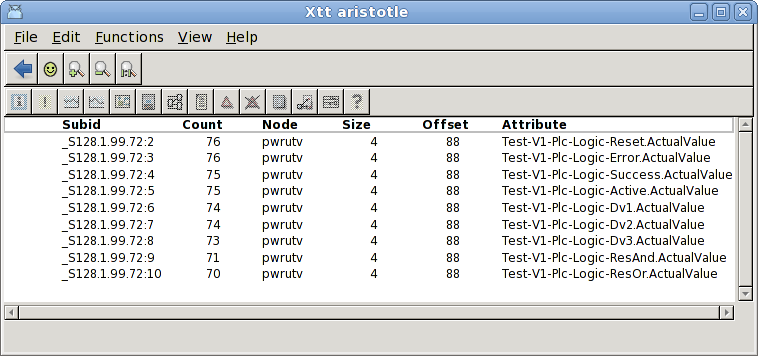 Xtt aristotle
File Edit Functions View Help
Subid Count Node Size Offset Attribute
_S128.1.99.72:2 76 pwrutv 4 88 Test-V1-Plc-Logic-Reset.ActualValue
_S128.1.99.72:3 76 pwrutv 4 88 Test-V1-Plc-Logic-Error.ActualValue
_S128.1.99.72:4 75 pwrutv 4 88 Test-V1-Plc-Logic-Success.ActualValue
_S128.1.99.72:5 75 pwrutv 4 88 Test-V1-Plc-Logic-Active.ActualValue
_S128.1.99.72:6 74 pwrutv 4 88 Test-V1-Plc-Logic-Dv1.ActualValue
_S128.1.99.72:7 74 pwrutv 4 88 Test-V1-Plc-Logic-Dv2.ActualValue
_S128.1.99.72:8 73 pwrutv 4 88 Test-V1-Plc-Logic-Dv3.ActualValue
_S128.1.99.72:9 71 pwrutv 4 88 Test-V1-Plc-Logic-ResAnd.ActualValue
_S128.1.99.72:10 70 pwrutv 4 88 Test-V1-Plc-Logic-ResOr.ActualValue